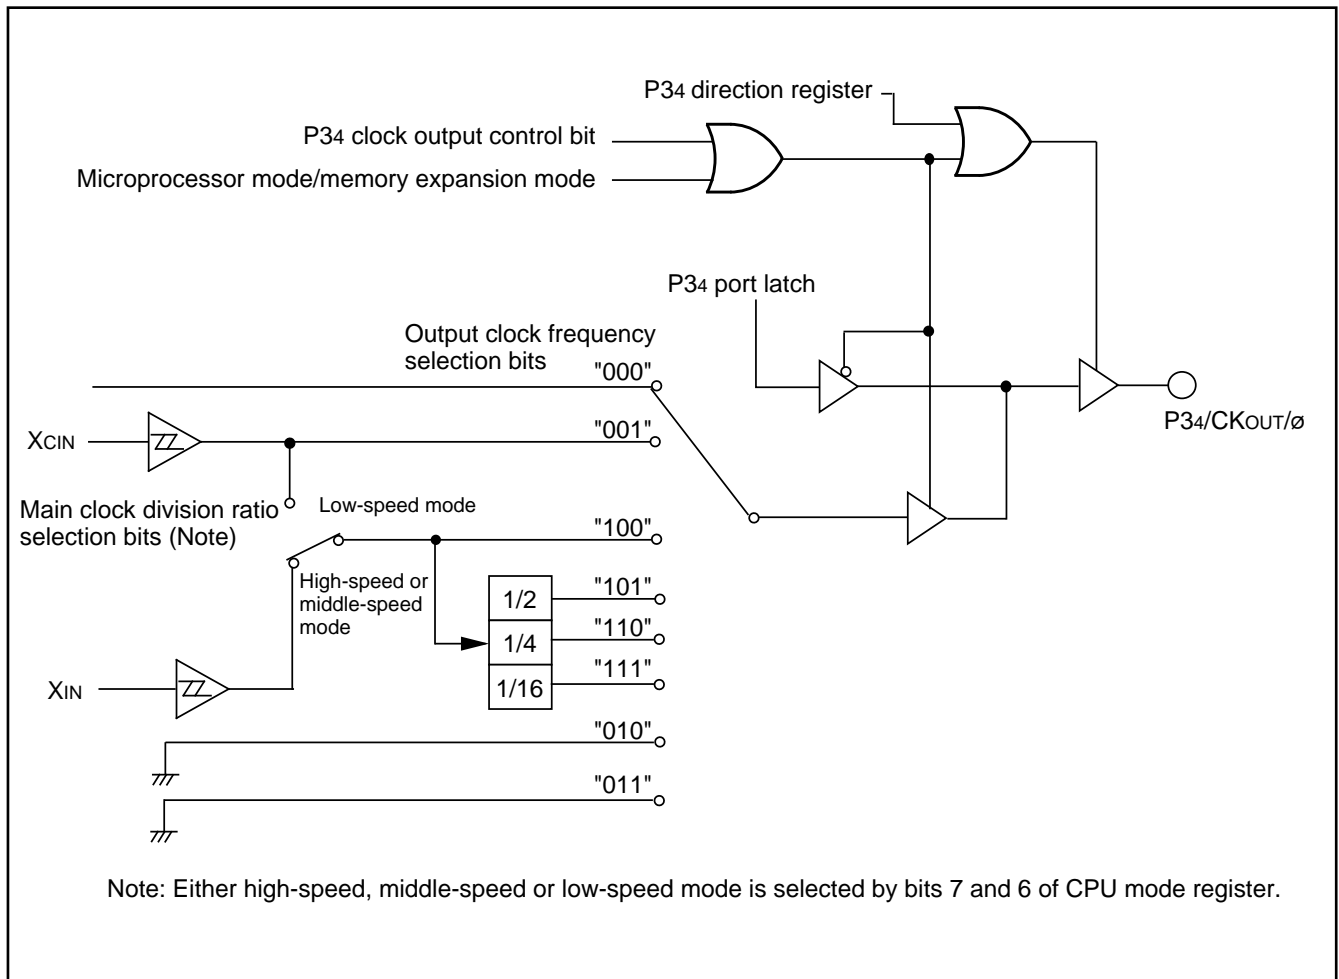 P34 direction register
P34 clock output control bit
Microprocessor mode/memory expansion mode
P34 port latch
Output clock frequency
selection bits
"000"
XCIN
"001"
P34/CKOUT/ø
Main clock division ratio
selection bits (Note)
Low-speed mode
"100"
High-speed or
middle-speed
mode
1/2
"101"
1/4
"110"
XIN
1/16
"111"
"010"
"011"
Note: Either high-speed, middle-speed or low-speed mode is selected by bits 7 and 6 of CPU mode register.